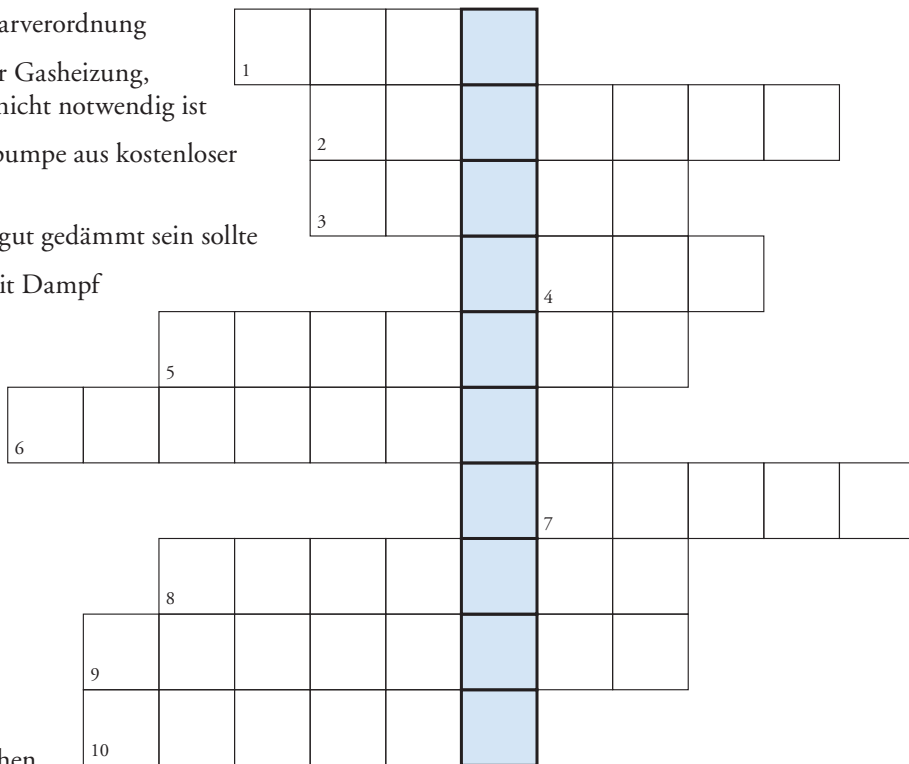 arverordnung
r Gasheizung,
nicht notwendig ist
pumpe aus kostenloser
gut gedämmt sein sollte
it Dampf
hen
1
2
3
4
5
6
7
8
9
10